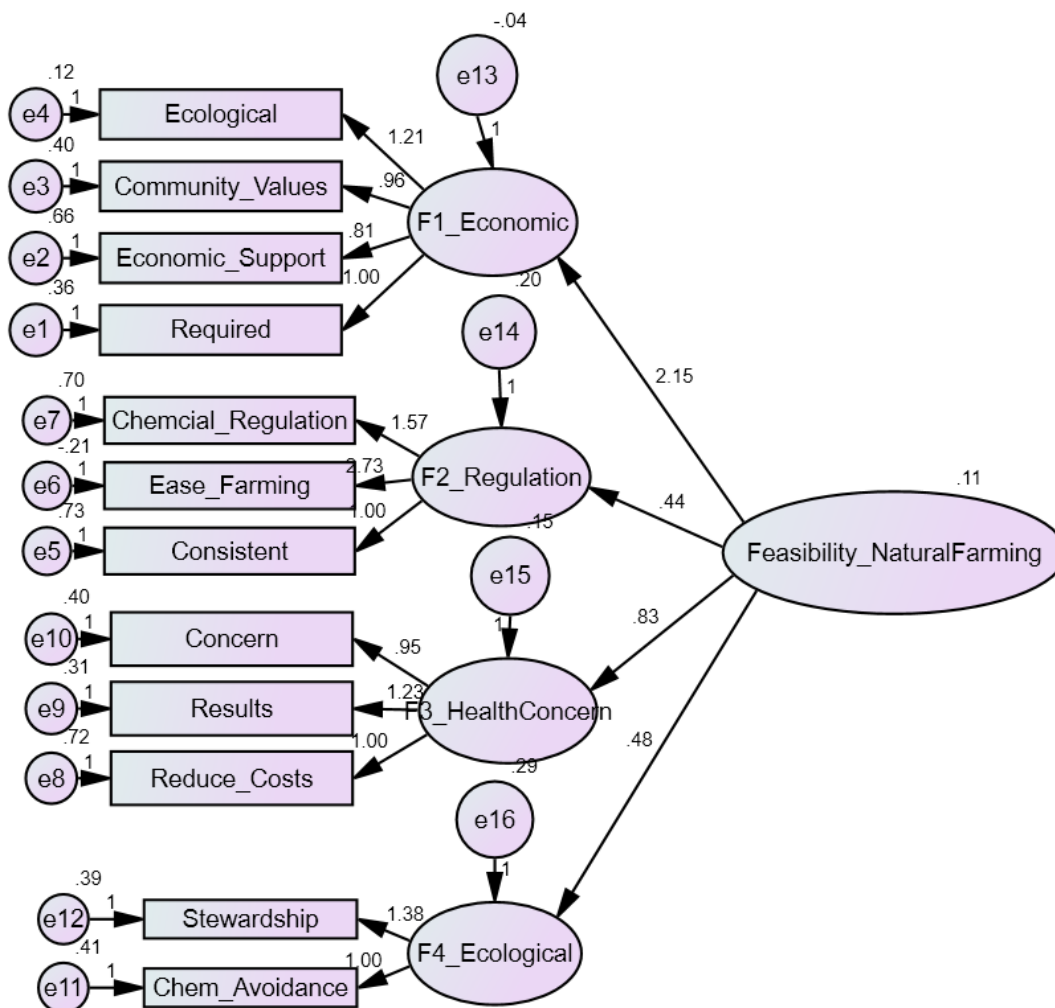 -.04
e13
1
.12
e4
1
Ecological
1.21
.40
e3
1
Community_Values
.96
F1_Economic
.66
e2
1
Economic_Support
.81
.36
e1
1
Required
1.00
.20
e14
1
2.15
.70
e7
1
Chemcial_Regulation
1.57
-.21
e6
1
Ease_Farming
2.73
F2_Regulation
.73
e5
1
Consistent
1.00
.44
.11
Feasibility_NaturalFarming
.15
e15
1
.83
.40
e10
1
Concern
.95
.31
e9
1
Results
1.23
F3_HealthConcern
.72
e8
1
Reduce_Costs
1.00
.48
.29
e16
1
.39
e12
1
Stewardship
1.38
F4_Ecological
.41
e11
1
Chem_Avoidance
1.00